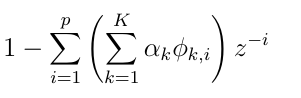 $1 - \sum_{i=1}^{p} \left( \sum_{k=1}^{K} \alpha_k \phi_{k,i} \right) z^{-i}$